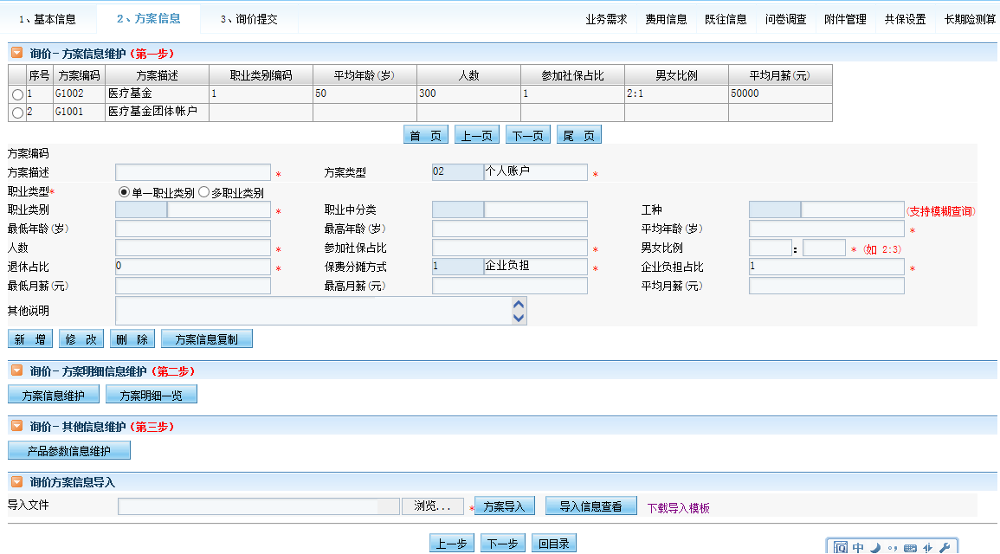 1、基本信息 2、方案信息 3、询价提交 业务需求 费用信息 既往信息 问卷调查 附件管理 共保设置 长期险测算
询价－方案信息维护（第一步）
序号 方案编码 方案描述 职业类别编码 平均年龄(岁) 人数 参加社保占比 男女比例 平均月薪(元)
1 G1002 医疗基金 1 50 300 1 2:1 50000
2 G1001 医疗基金团体帐户
首 页 上一页 下一页 尾 页
方案编码
方案描述 * 方案类型 02 个人账户 *
职业类型* 单一职业类别 多职业类别
职业类别 * 职业中分类 工种 (支持模糊查询)
最低年龄(岁) 最高年龄(岁) 平均年龄(岁) *
人数 * 参加社保占比 * 男女比例 : * (如 2:3)
退休占比 0 * 保费分摊方式 1 企业负担 * 企业负担占比 1 *
最低月薪(元) 最高月薪(元) 平均月薪(元)
其他说明
新 增 修 改 删 除 方案信息复制
询价－方案明细信息维护（第二步）
方案信息维护 方案明细一览
询价－其他信息维护（第三步）
产品参数信息维护
询价方案信息导入
导入文件 浏览... * 方案导入 导入信息查看 下载导入模板
上一步 下一步 回目录
中